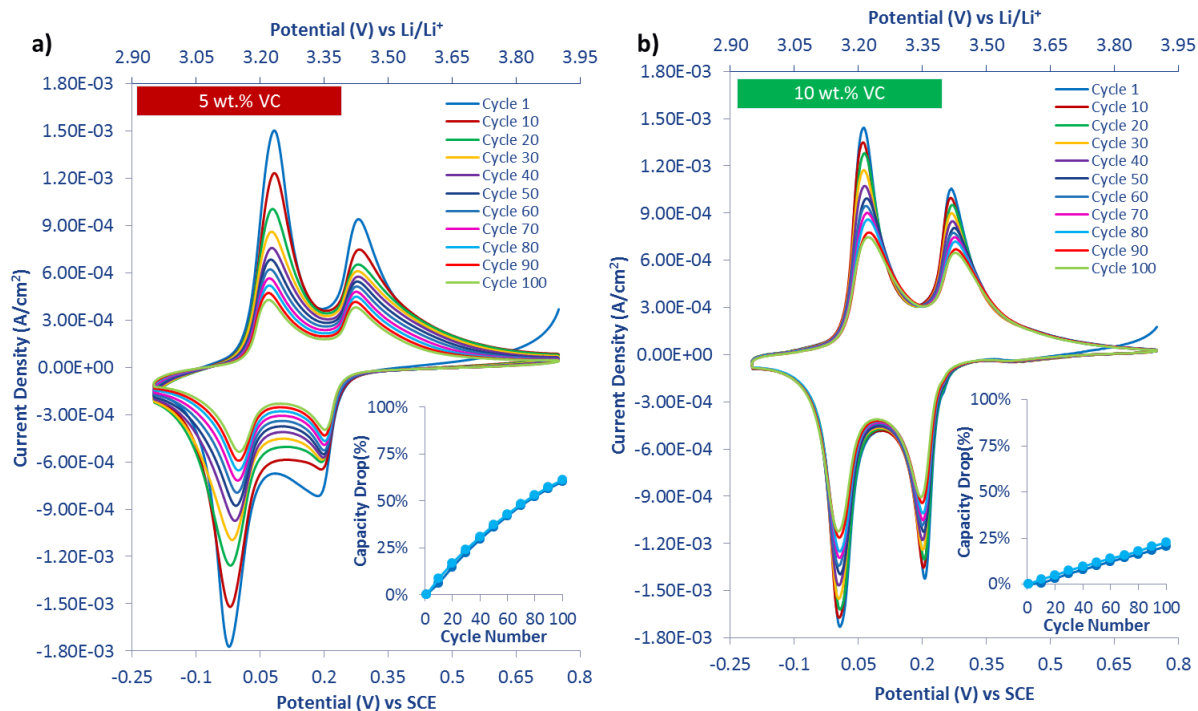 a)
Potential (V) vs Li/Li⁺
2.90 3.05 3.20 3.35 3.50 3.65 3.80 3.95
5 wt.% VC
1.80E-03
1.50E-03
1.20E-03
9.00E-04
6.00E-04
3.00E-04
0.00E+00
-3.00E-04
-6.00E-04
-9.00E-04
-1.20E-03
-1.50E-03
-1.80E-03
Current Density (A/cm²)
Cycle 1
Cycle 10
Cycle 20
Cycle 30
Cycle 40
Cycle 50
Cycle 60
Cycle 70
Cycle 80
Cycle 90
Cycle 100
Capacity Drop(%)
100%
75%
50%
25%
0%
0 20 40 60 80 100
Cycle Number
-0.25 -0.1 0.05 0.2 0.35 0.5 0.65 0.8
Potential (V) vs SCE
b)
Potential (V) vs Li/Li⁺
2.90 3.05 3.20 3.35 3.50 3.65 3.80 3.95
10 wt.% VC
1.80E-03
1.50E-03
1.20E-03
9.00E-04
6.00E-04
3.00E-04
0.00E+00
-3.00E-04
-6.00E-04
-9.00E-04
-1.20E-03
-1.50E-03
-1.80E-03
Current Density (A/cm²)
Cycle 1
Cycle 10
Cycle 20
Cycle 30
Cycle 40
Cycle 50
Cycle 60
Cycle 70
Cycle 80
Cycle 90
Cycle 100
Capacity Drop(%)
100%
75%
50%
25%
0%
0 20 40 60 80 100
Cycle Number
-0.25 -0.1 0.05 0.2 0.35 0.5 0.65 0.8
Potential (V) vs SCE